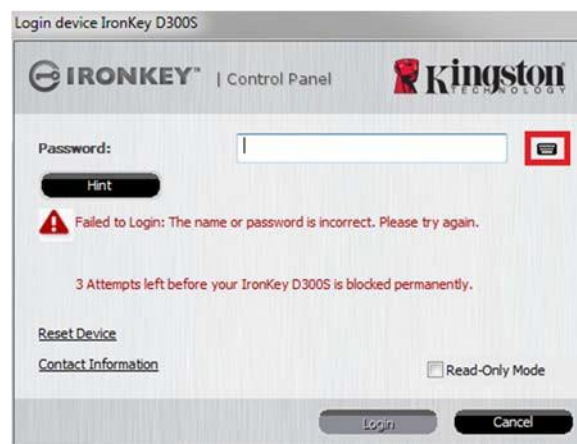 Login device IronKey D300S
IRONKEY™ | Control Panel
Kingston
TECHNOLOGY
Password:
Hint
Failed to Login: The name or password is incorrect. Please try again.
3 Attempts left before your IronKey D300S is blocked permanently.
Reset Device
Contact Information
Read-Only Mode
Login
Cancel